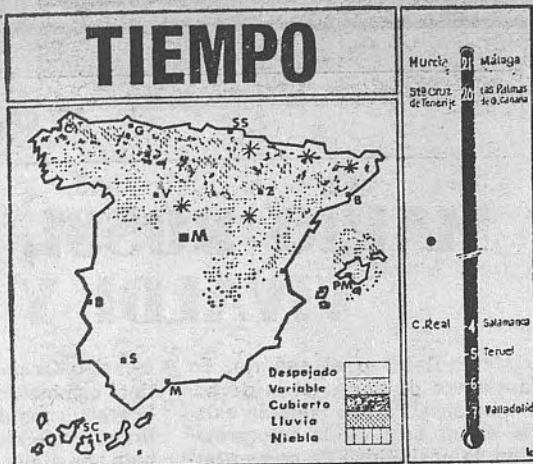 TIEMPO
C
G
SS
V
Z
B
M
PM
B
S
M
SC
LP
Despejado
Variable
Cubierto
Lluvia
Niebla
Murcia 21 Málaga
Stª Cruz de Tenerife 20 Las Palmas de G. Canaria
C. Real -4 Salamanca
-5 Teruel
-6
-7 Valladolid